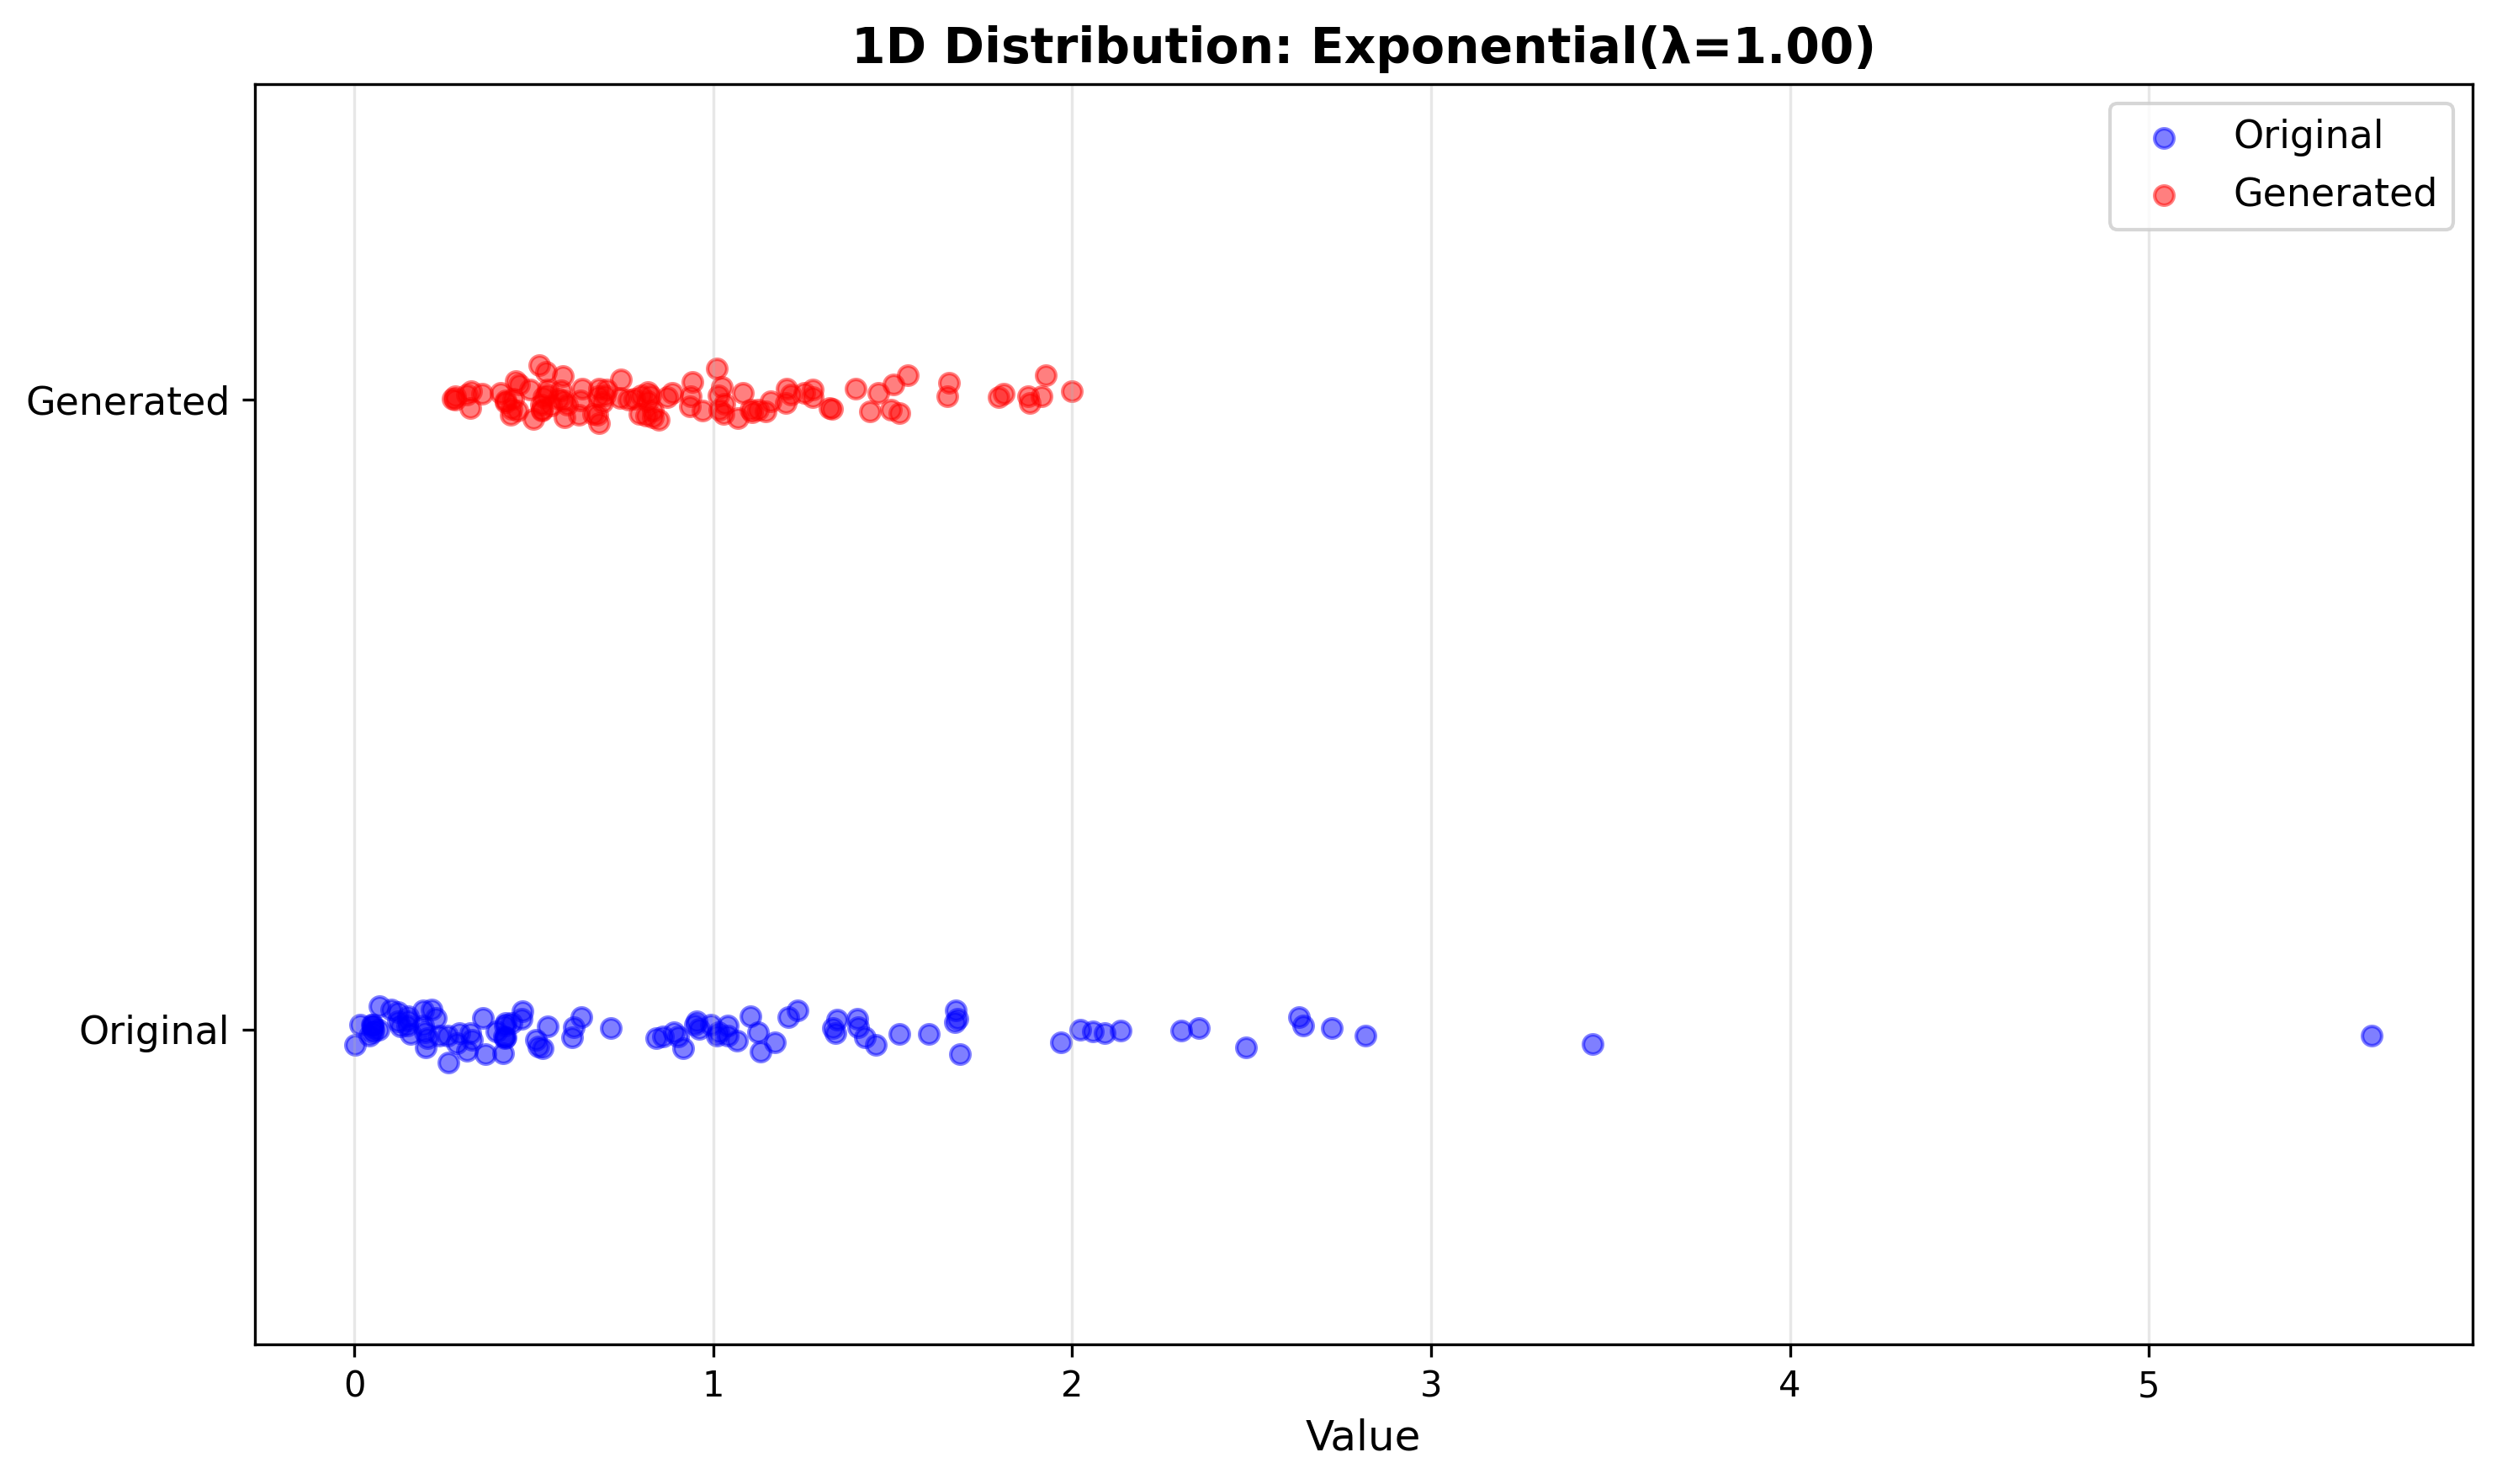 1D Distribution: Exponential(λ=1.00)
Original
Generated
Generated
Original
0 1 2 3 4 5
Value